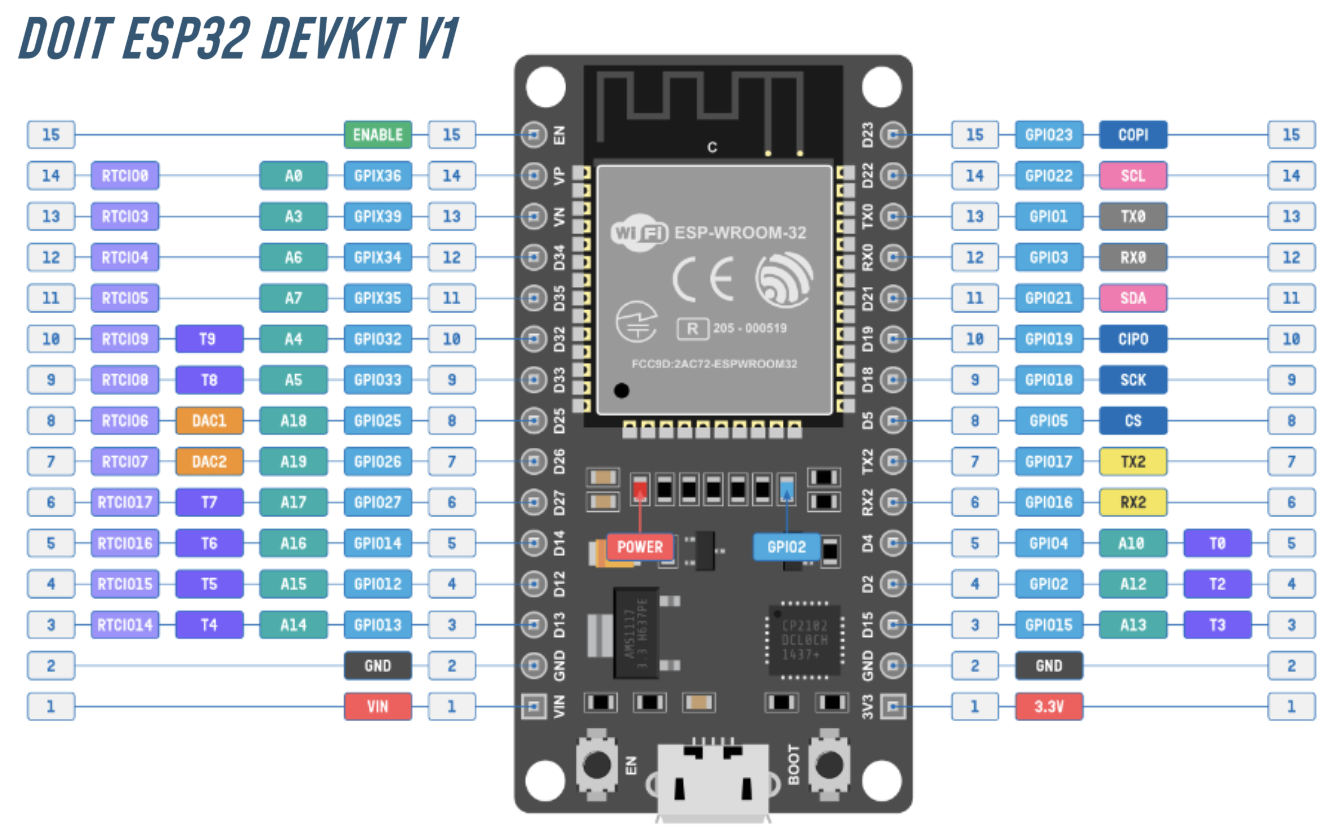 DOIT ESP32 DEVKIT V1
15 ENABLE 15 EN D23 15 GPIO23 COPI 15
14 RTCIO0 A0 GPIX36 14 VP D22 14 GPIO22 SCL 14
13 RTCIO3 A3 GPIX39 13 VN TX0 13 GPIO1 TX0 13
12 RTCIO4 A6 GPIX34 12 D34 RX0 12 GPIO3 RX0 12
11 RTCIO5 A7 GPIX35 11 D35 D21 11 GPIO21 SDA 11
10 RTCIO9 T9 A4 GPIO32 10 D32 D19 10 GPIO19 CIPO 10
9 RTCIO8 T8 A5 GPIO33 9 D33 D18 9 GPIO18 SCK 9
8 RTCIO6 DAC1 A18 GPIO25 8 D25 D5 8 GPIO5 CS 8
7 RTCIO7 DAC2 A19 GPIO26 7 D26 TX2 7 GPIO17 TX2 7
6 RTCIO17 T7 A17 GPIO27 6 D27 RX2 6 GPIO16 RX2 6
5 RTCIO16 T6 A16 GPIO14 5 D14 D4 5 GPIO4 A10 T0 5
4 RTCIO15 T5 A15 GPIO12 4 D12 D2 4 GPIO2 A12 T2 4
3 RTCIO14 T4 A14 GPIO13 3 D13 D15 3 GPIO15 A13 T3 3
2 GND 2 GND GND 2 GND 2
1 VIN 1 VIN 3V3 1 3.3V 1
C
WiFi ESP-WROOM-32
CE
R 205 - 000519
FCC9D:2AC72-ESPWROOM32
POWER
GPIO2
AMS1117
3.3 H637PE
CP2102
DCL0CH
1437+
EN
BOOT